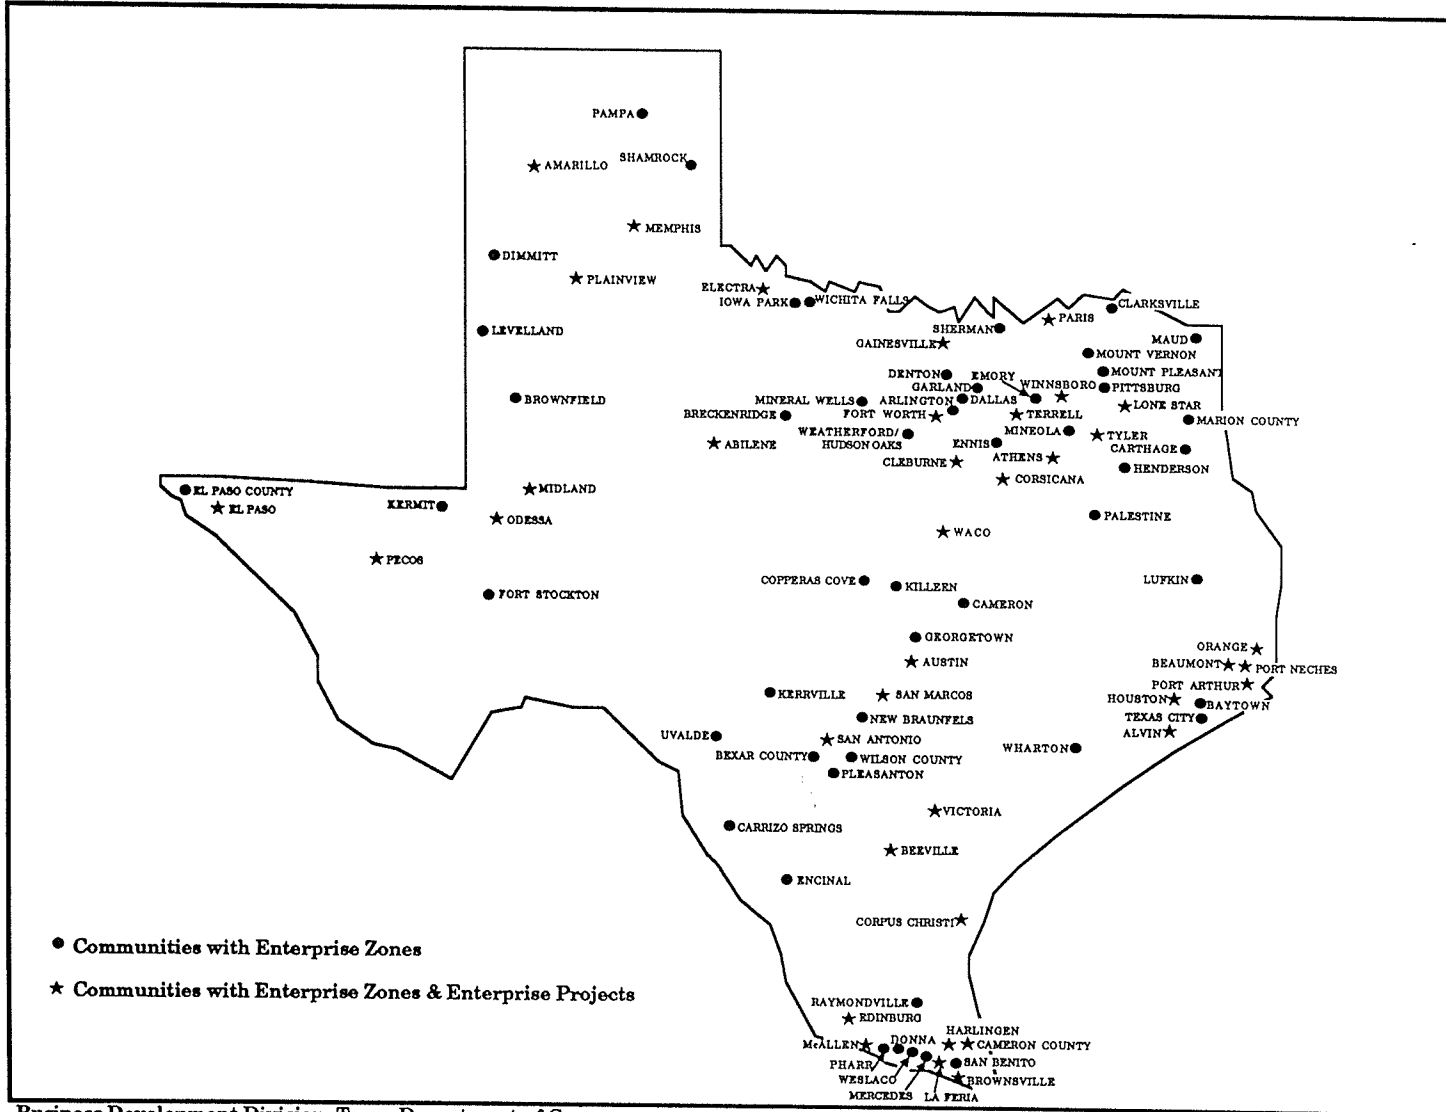 PAMPA
SHAMROCK
AMARILLO
MEMPHIS
DIMMITT
PLAINVIEW
ELECTRA
IOWA PARK
WICHITA FALLS
CLARKSVILLE
PARIS
LEVELLAND
SHERMAN
MAUD
GAINESVILLE
MOUNT VERNON
DENTON
EMORY
MOUNT PLEASANT
GARLAND
WINNSBORO
PITTSBURG
BROWNFIELD
MINERAL WELLS
ARLINGTON
DALLAS
LONE STAR
BRECKENRIDGE
FORT WORTH
TERRELL
MARION COUNTY
WEATHERFORD/
HUDSON OAKS
MINEOLA
TYLER
ABILENE
ENNIS
CARTHAGE
CLEBURNE
ATHENS
HENDERSON
CORSICANA
EL PASO COUNTY
MIDLAND
EL PASO
KERMIT
ODESSA
PALESTINE
WACO
PECOS
COPPERAS COVE
KILLEEN
LUFKIN
FORT STOCKTON
CAMERON
GEORGETOWN
ORANGE
AUSTIN
BEAUMONT
PORT NECHES
PORT ARTHUR
KERRVILLE
SAN MARCOS
HOUSTON
BAYTOWN
NEW BRAUNFELS
TEXAS CITY
UVALDE
SAN ANTONIO
ALVIN
BEXAR COUNTY
WILSON COUNTY
WHARTON
PLEASANTON
VICTORIA
CARRIZO SPRINGS
BEEVILLE
ENCINAL
CORPUS CHRISTI
● Communities with Enterprise Zones
★ Communities with Enterprise Zones & Enterprise Projects
RAYMONDVILLE
EDINBURG
HARLINGEN
McALLEN
DONNA
CAMERON COUNTY
PHARR
SAN BENITO
WESLACO
BROWNSVILLE
MERCEDES
LA FERIA
Business Development Division, Texas Department of